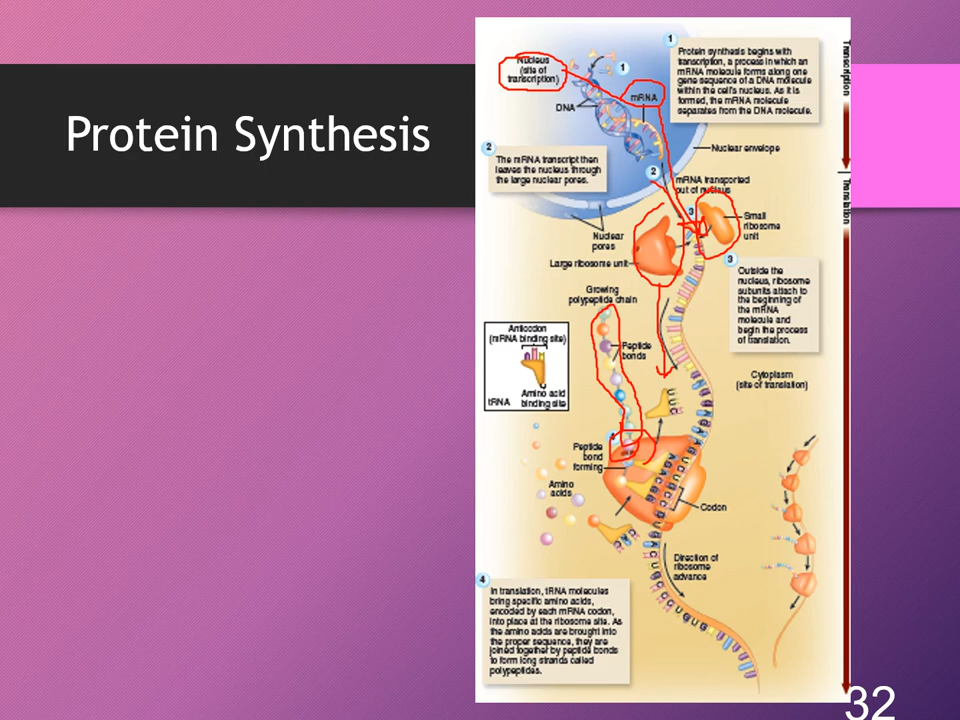 Protein Synthesis
Nucleus
(site of
transcription)
1
DNA
mRNA
1
Protein synthesis begins with
transcription, a process in which an
mRNA molecule forms along one
gene sequence of a DNA molecule
within the cell's nucleus. As it is
formed, the mRNA molecule
separates from the DNA molecule.
Transcription
Nuclear envelope
2
The mRNA transcript then
leaves the nucleus through
the large nuclear pores.
2
mRNA transported
out of nucleus
Translation
3
Small
ribosome
unit
Nuclear
pores
Large ribosome unit
3
Outside the
nucleus, ribosome
subunits attach to
the beginning of
the mRNA
molecule and
begin the process
of translation.
Growing
polypeptide chain
Anticodon
(mRNA binding site)
tRNA
Amino acid
binding site
Peptide
bonds
Cytoplasm
(site of translation)
4
Peptide
bond
forming
Amino
acids
Codon
Direction of
ribosome
advance
4
In translation, tRNA molecules
bring specific amino acids,
encoded by each mRNA codon,
into place at the ribosome site. As
the amino acids are brought into
the proper sequence, they are
joined together by peptide bonds
to form long strands called
polypeptides.
32